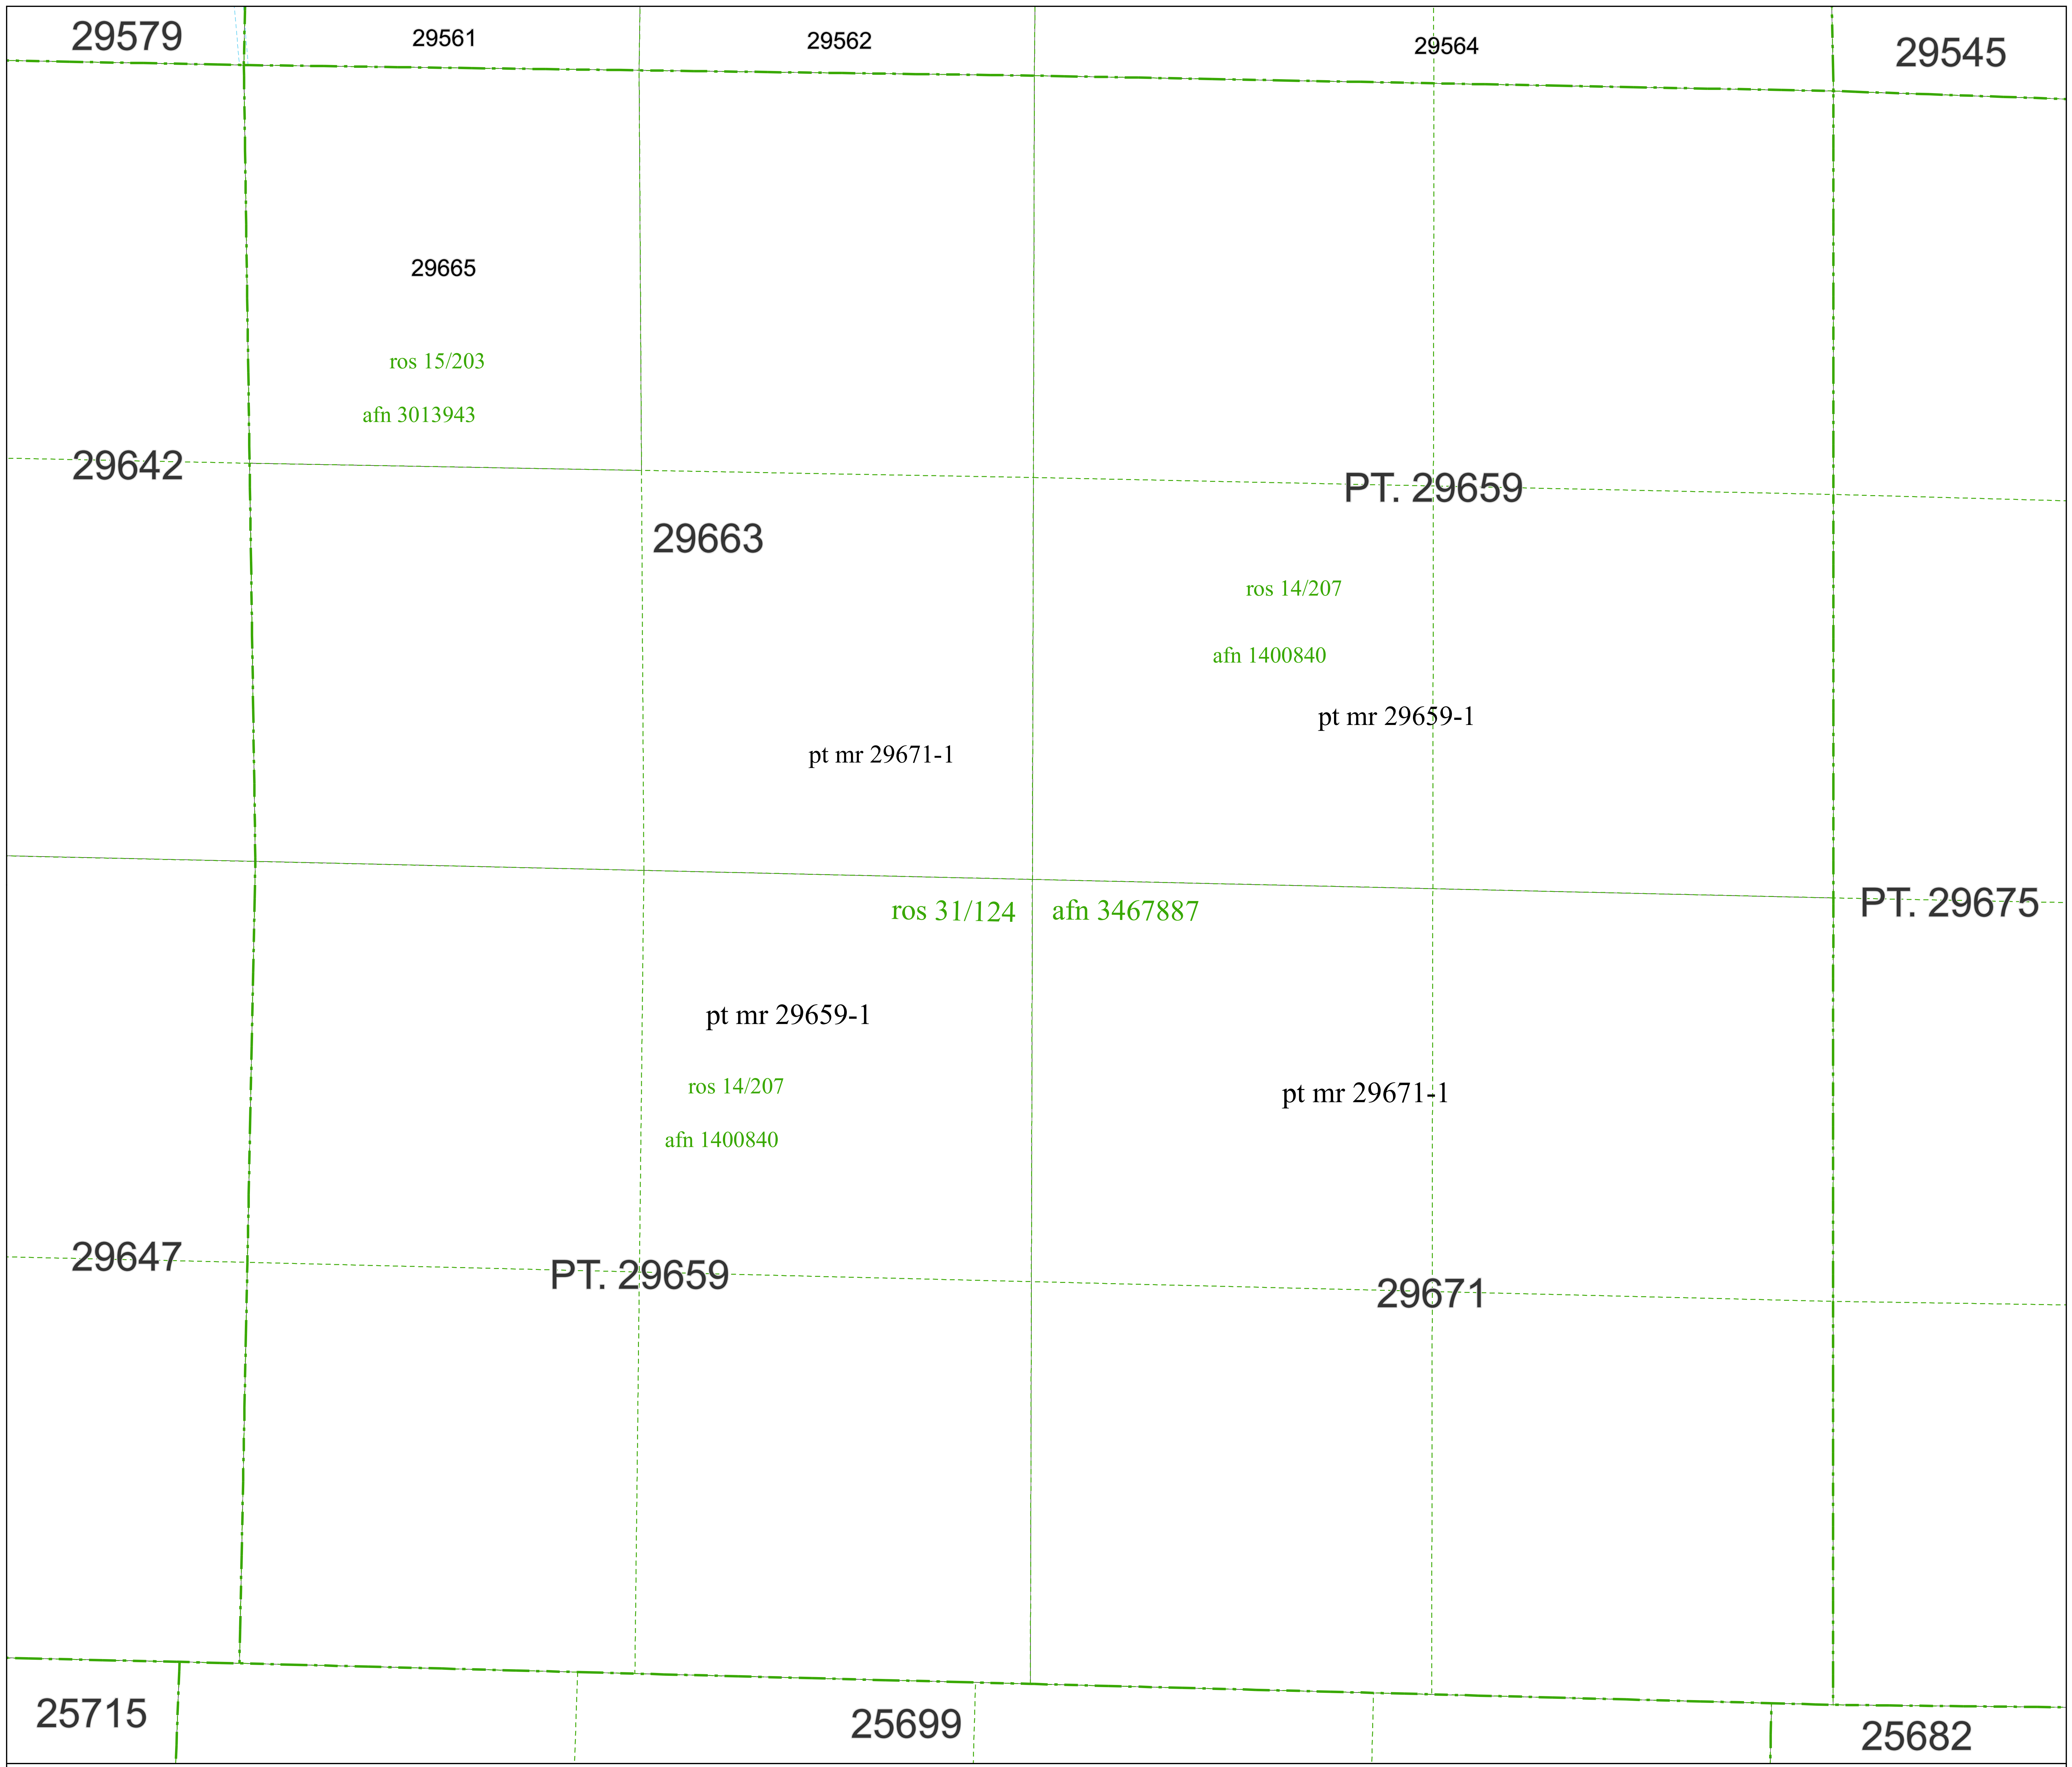 29579
29561
29562
29564
29545
29665
ros 15/203
afn 3013943
29642
PT. 29659
29663
ros 14/207
afn 1400840
pt mr 29659-1
pt mr 29671-1
PT. 29675
ros 31/124
afn 3467887
pt mr 29659-1
ros 14/207
pt mr 29671-1
afn 1400840
29647
PT. 29659
29671
25715
25699
25682